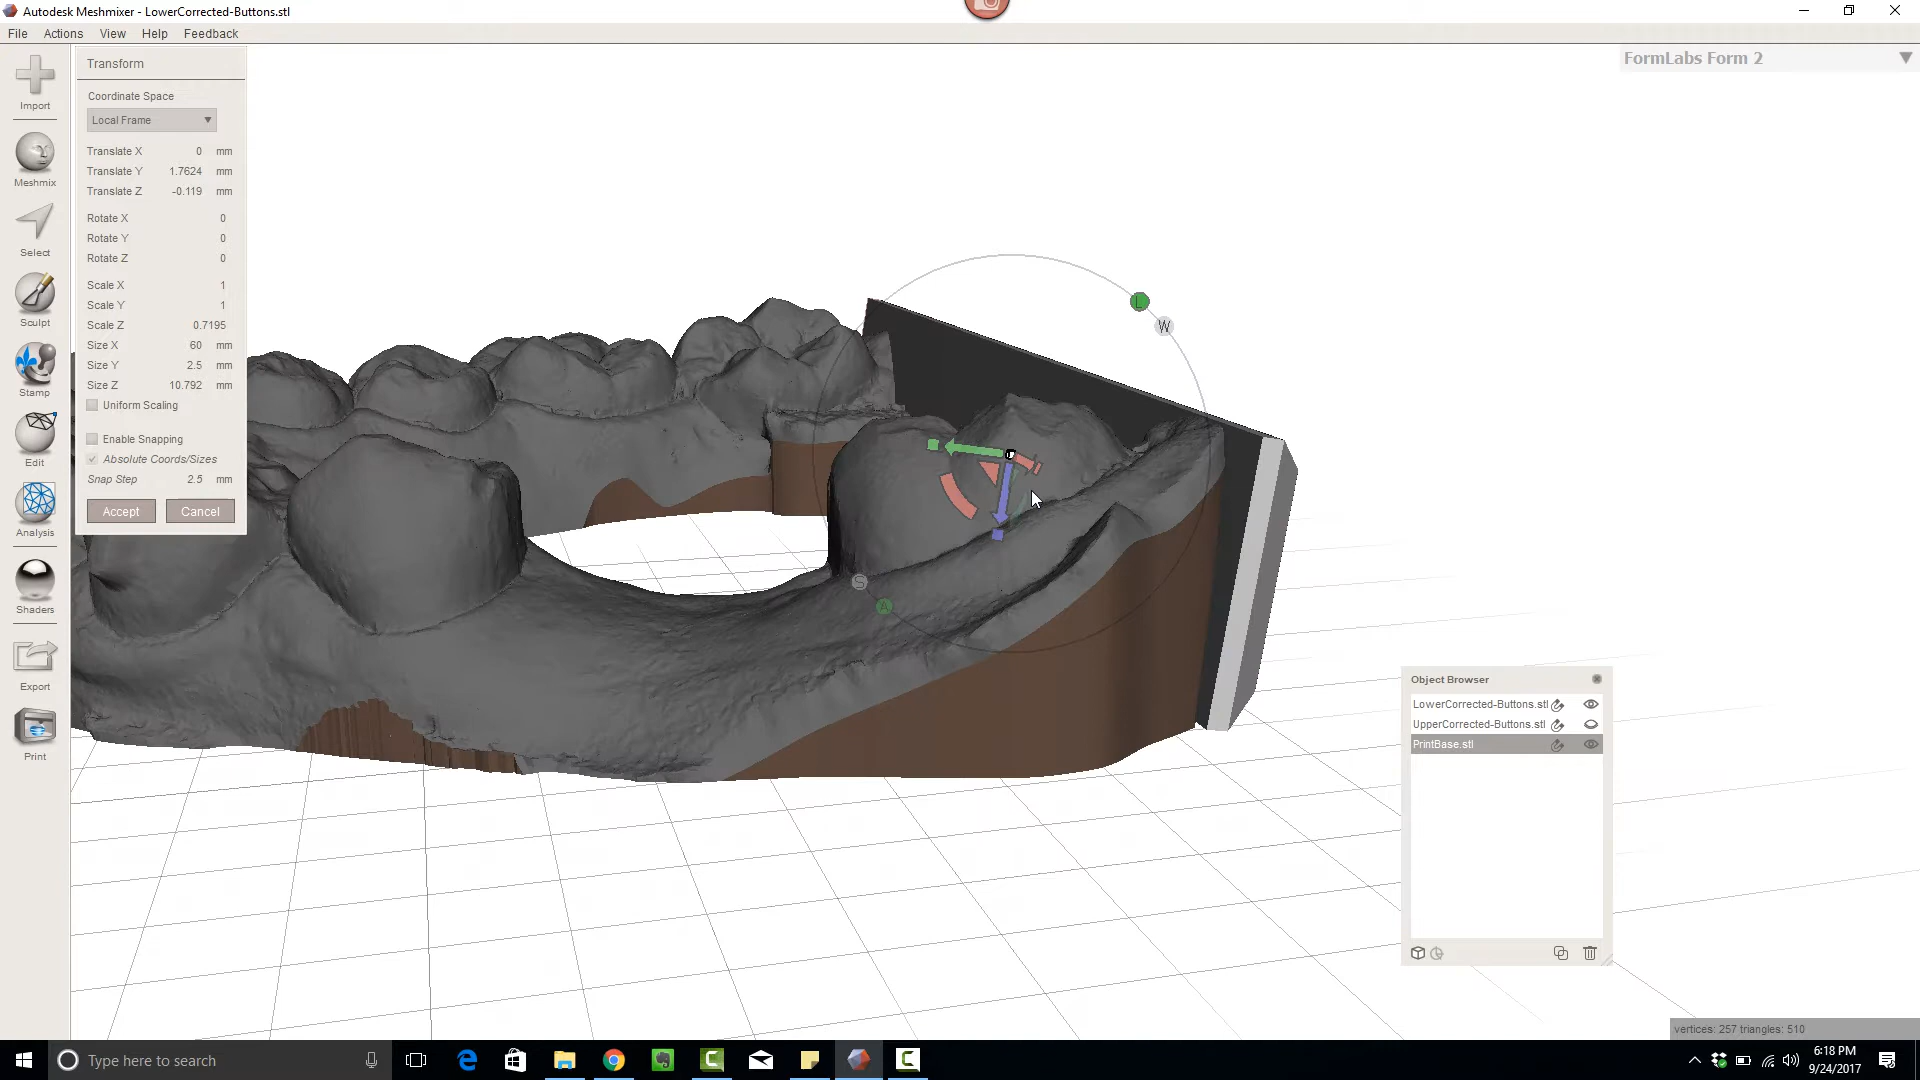 Autodesk Meshmixer - LowerCorrected-Buttons.stl
File Actions View Help Feedback
FormLabs Form 2
Import
Meshmix
Select
Sculpt
Stamp
Edit
Analysis
Shaders
Export
Print
Transform
Coordinate Space
Local Frame
Translate X 0 mm
Translate Y 1.7624 mm
Translate Z -0.119 mm
Rotate X 0
Rotate Y 0
Rotate Z 0
Scale X 1
Scale Y 1
Scale Z 0.7195
Size X 60 mm
Size Y 2.5 mm
Size Z 10.792 mm
Uniform Scaling
Enable Snapping
Absolute Coords/Sizes
Snap Step 2.5 mm
Accept Cancel
L
W
S
A
Object Browser
LowerCorrected-Buttons.stl
UpperCorrected-Buttons.stl
PrintBase.stl
vertices: 257 triangles: 510
Type here to search
6:18 PM
9/24/2017